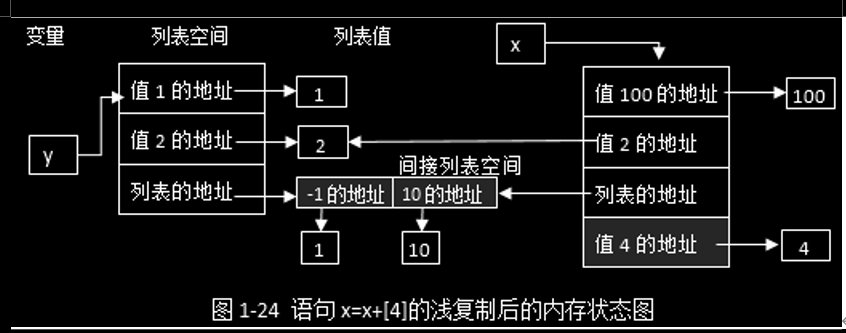 变量 列表空间 列表值 x
值1的地址 1 值100的地址 100
值2的地址 2 值2的地址
y
间接列表空间
列表的地址 -1的地址 10的地址 列表的地址
1 10 值4的地址 4
图 1-24 语句 x=x+[4]的浅复制后的内存状态图